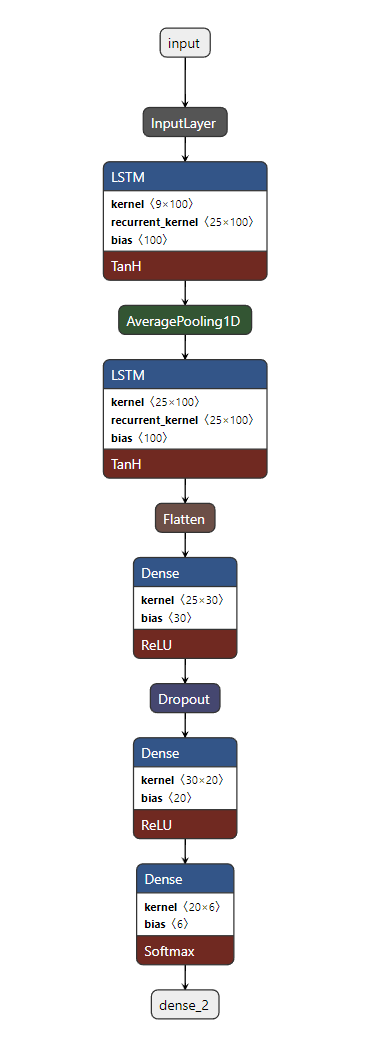 input
InputLayer
LSTM
kernel 〈9×100〉
recurrent_kernel 〈25×100〉
bias 〈100〉
TanH
AveragePooling1D
LSTM
kernel 〈25×100〉
recurrent_kernel 〈25×100〉
bias 〈100〉
TanH
Flatten
Dense
kernel 〈25×30〉
bias 〈30〉
ReLU
Dropout
Dense
kernel 〈30×20〉
bias 〈20〉
ReLU
Dense
kernel 〈20×6〉
bias 〈6〉
Softmax
dense_2